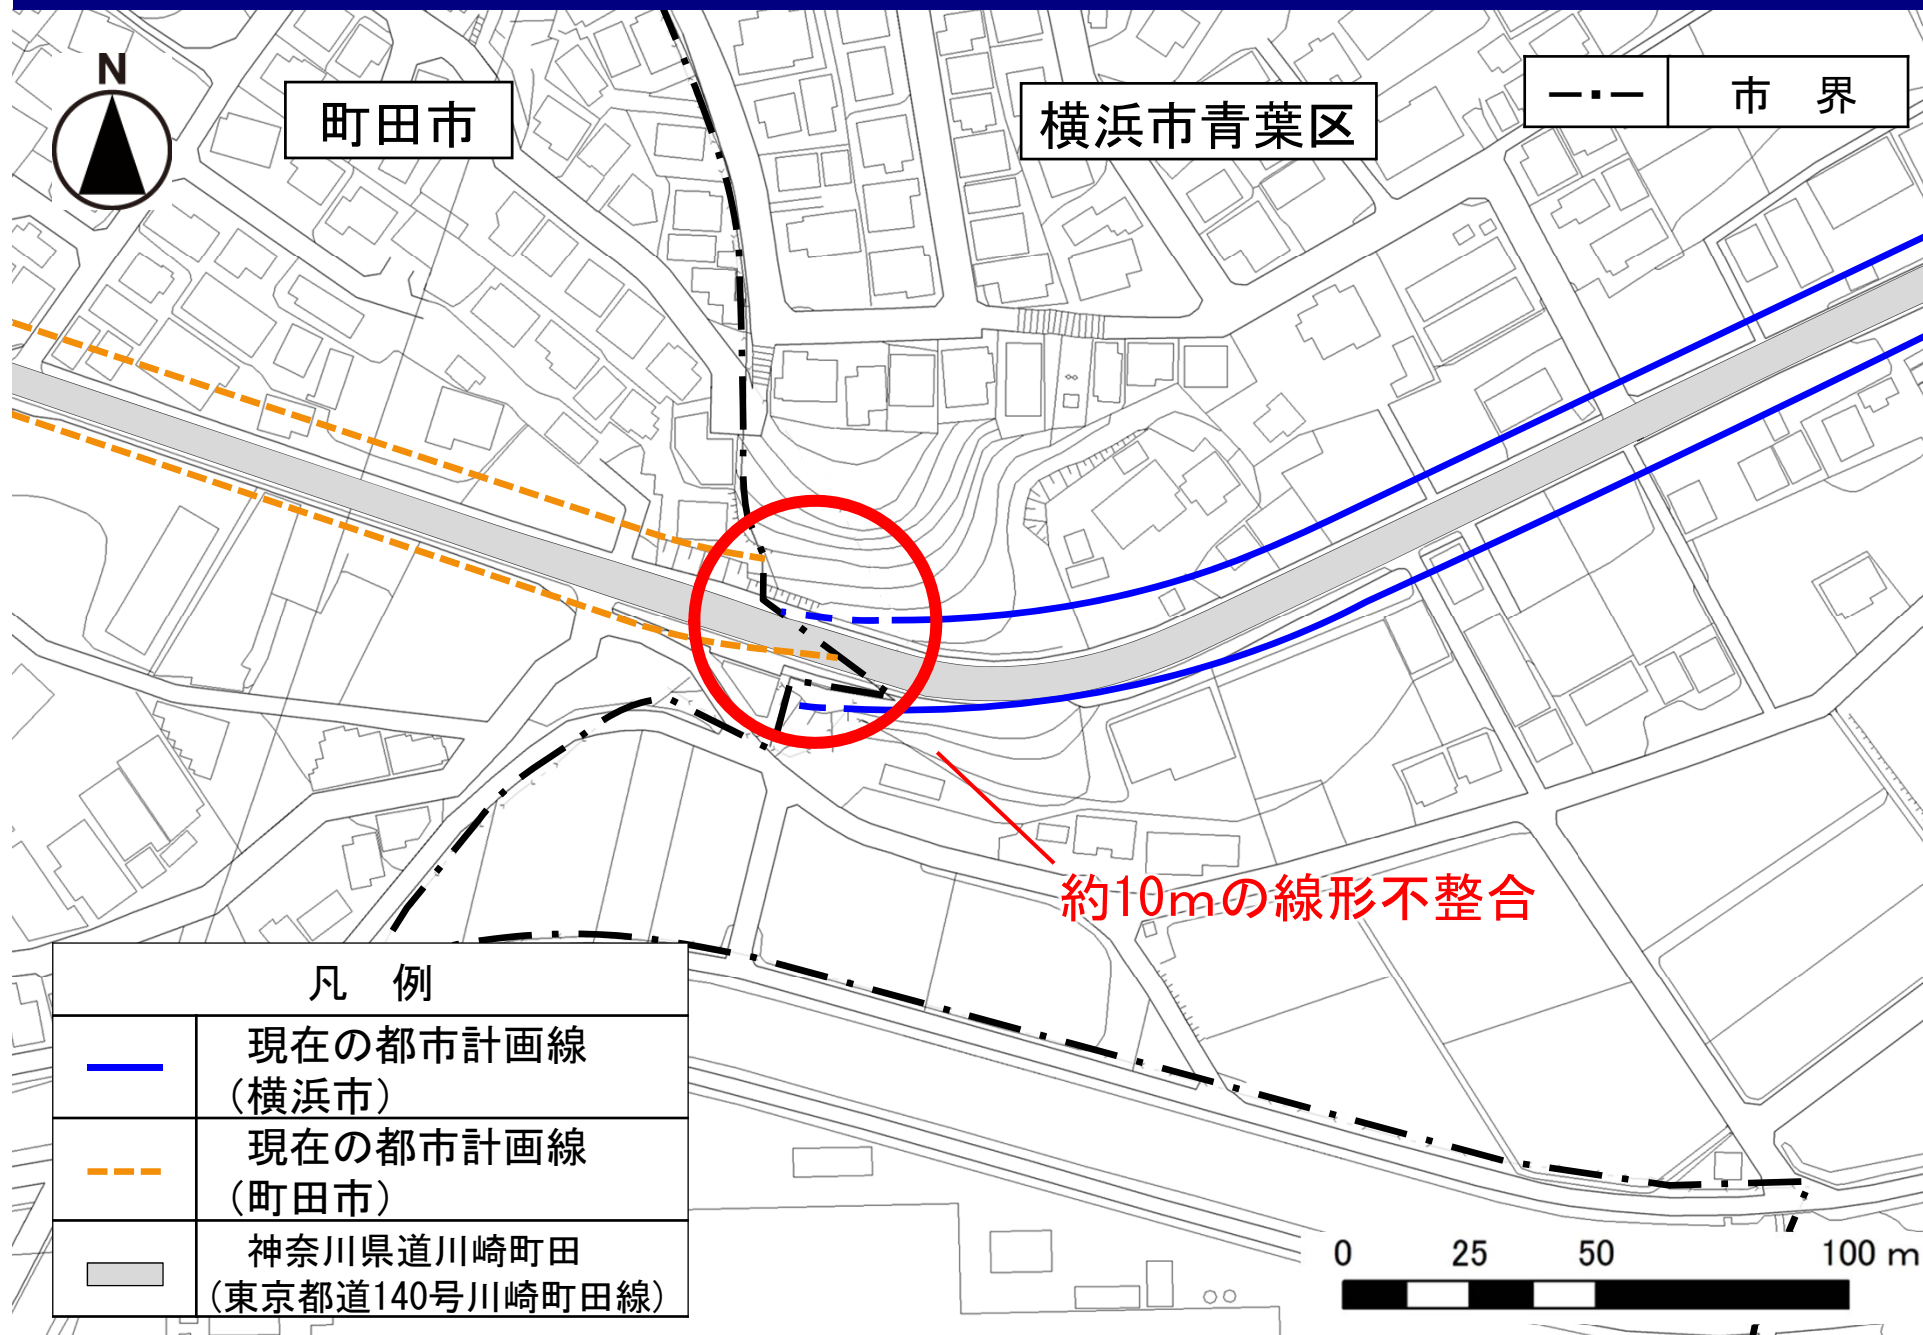 N
町田市
横浜市青葉区
市 界
約10mの線形不整合
凡 例
現在の都市計画線
(横浜市)
現在の都市計画線
(町田市)
神奈川県道川崎町田
(東京都道140号川崎町田線)
0 25 50 100 m